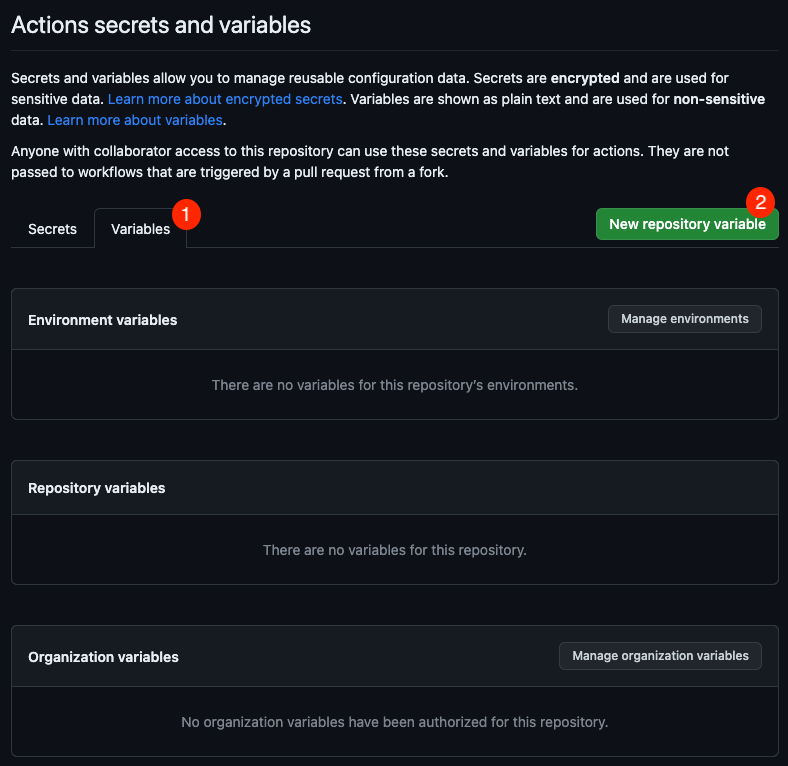 Actions secrets and variables
Secrets and variables allow you to manage reusable configuration data. Secrets are encrypted and are used for
sensitive data. Learn more about encrypted secrets. Variables are shown as plain text and are used for non-sensitive
data. Learn more about variables.
Anyone with collaborator access to this repository can use these secrets and variables for actions. They are not
passed to workflows that are triggered by a pull request from a fork.
Secrets
Variables
1
2
New repository variable
Environment variables
Manage environments
There are no variables for this repository's environments.
Repository variables
There are no variables for this repository.
Organization variables
Manage organization variables
No organization variables have been authorized for this repository.